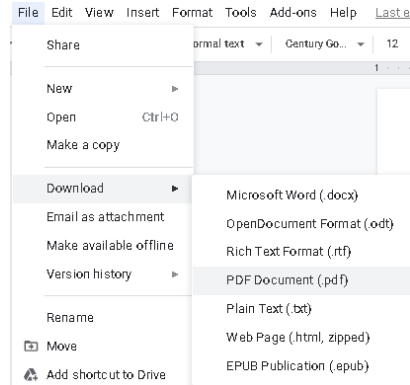 File Edit View Insert Format Tools Add-ons Help Last e
Share
ormal text Century Go... 12
1
New
Open Ctrl+O
Make a copy
Download
Email as attachment
Make available offline
Version history
Rename
Move
Add shortcut to Drive
Microsoft Word (.docx)
OpenDocument Format (.odt)
Rich Text Format (.rtf)
PDF Document (.pdf)
Plain Text (.txt)
Web Page (.html, zipped)
EPUB Publication (.epub)